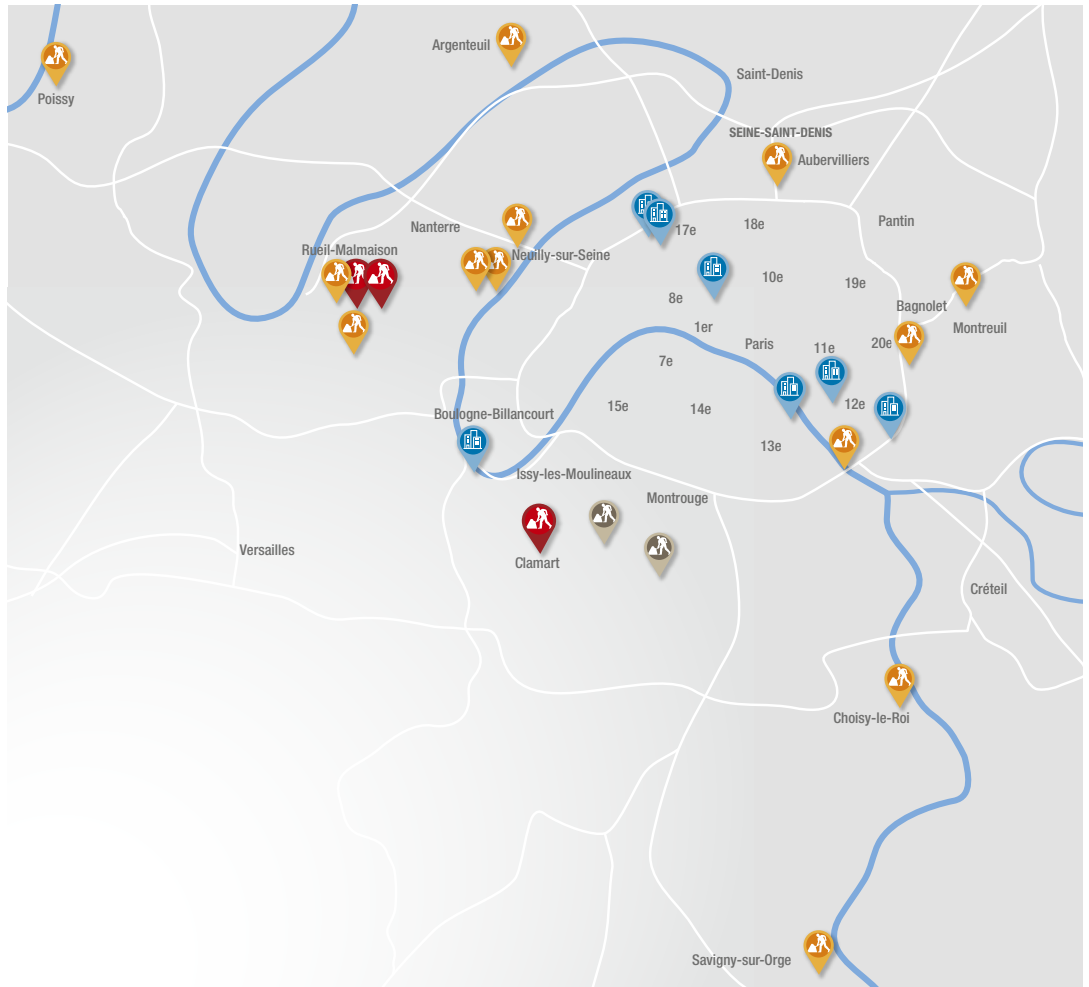 Argenteuil
Saint-Denis
Poissy
SEINE-SAINT-DENIS
Aubervilliers
Nanterre
17e
18e
Pantin
Rueil-Malmaison
Neuilly-sur-Seine
10e
19e
8e
Bagnolet
1er
Montreuil
Paris
11e
20e
7e
15e
14e
12e
Boulogne-Billancourt
13e
Issy-les-Moulineaux
Montrouge
Versailles
Clamart
Créteil
Choisy-le-Roi
Savigny-sur-Orge